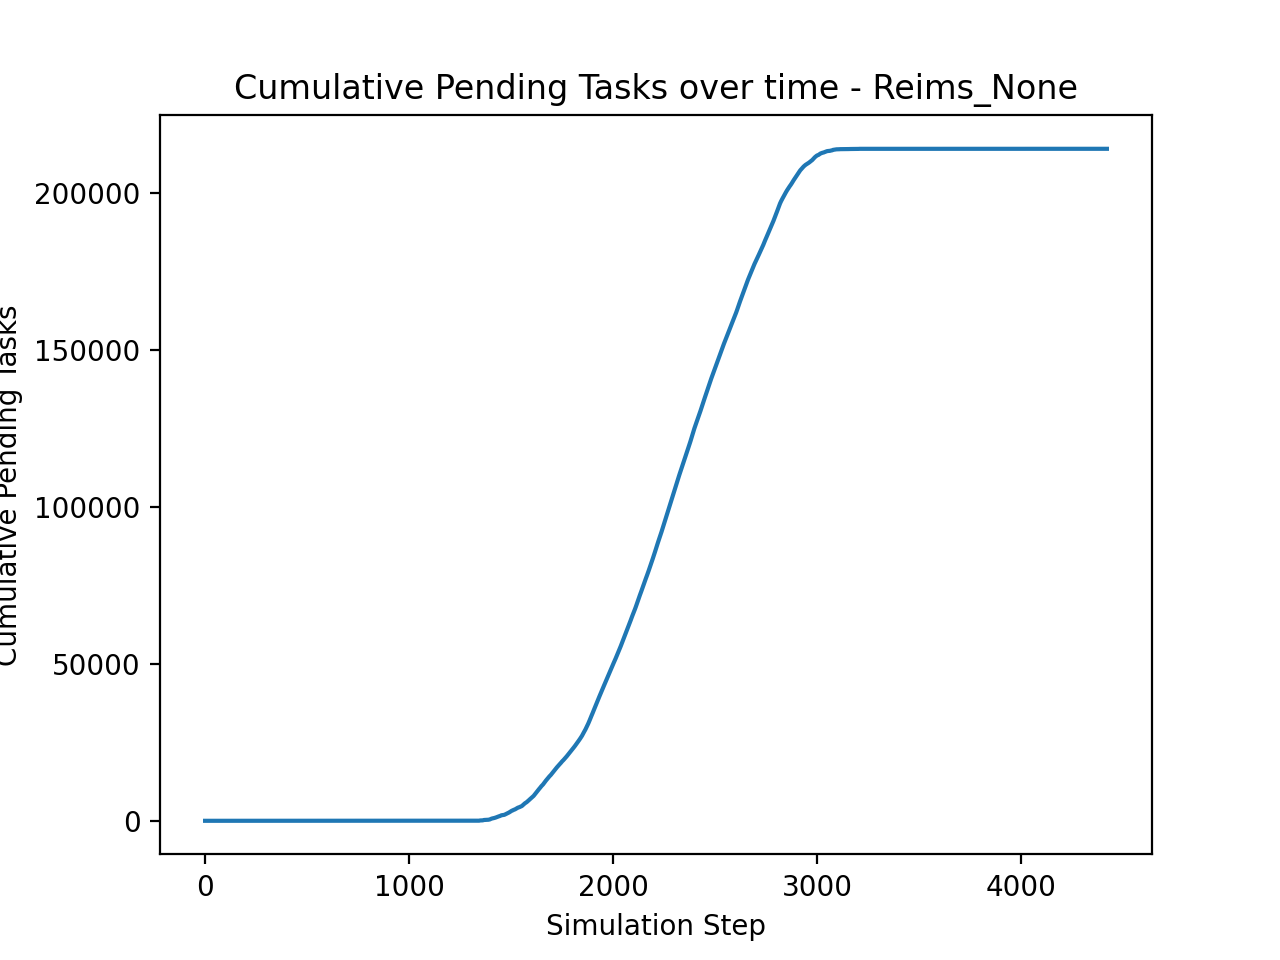 Cumulative Pending Tasks over time - Reims_None
Cumulative Pending Tasks
200000
150000
100000
50000
0
0 1000 2000 3000 4000
Simulation Step